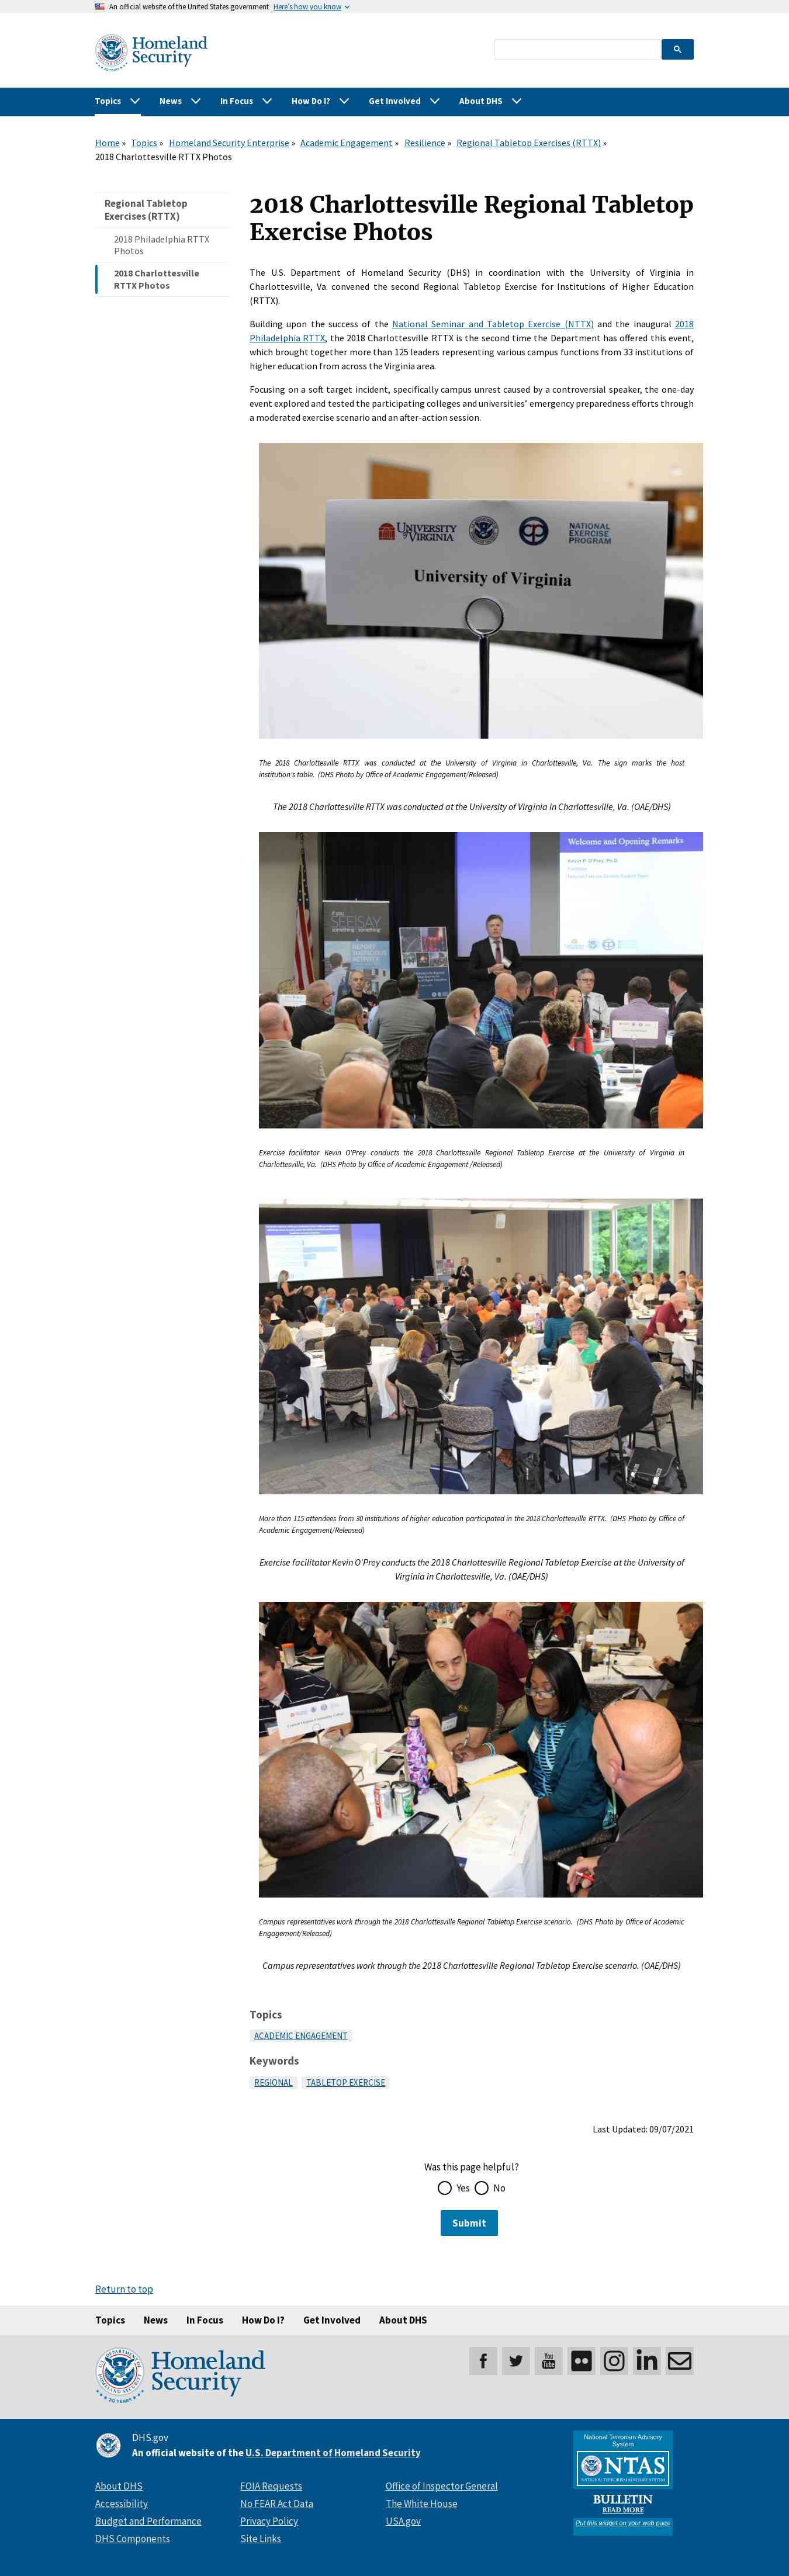 An official website of the United States government Here's how you know
Homeland
Security
Topics News In Focus How Do I? Get Involved About DHS
Home » Topics » Homeland Security Enterprise » Academic Engagement » Resilience » Regional Tabletop Exercises (RTTX) »
2018 Charlottesville RTTX Photos
Regional Tabletop
Exercises (RTTX)
2018 Philadelphia RTTX
Photos
2018 Charlottesville
RTTX Photos
2018 Charlottesville Regional Tabletop
Exercise Photos
The U.S. Department of Homeland Security (DHS) in coordination with the University of Virginia in
Charlottesville, Va. convened the second Regional Tabletop Exercise for Institutions of Higher Education
(RTTX).
Building upon the success of the National Seminar and Tabletop Exercise (NTTX) and the inaugural 2018
Philadelphia RTTX, the 2018 Charlottesville RTTX is the second time the Department has offered this event,
which brought together more than 125 leaders representing various campus functions from 33 institutions of
higher education from across the Virginia area.
Focusing on a soft target incident, specifically campus unrest caused by a controversial speaker, the one-day
event explored and tested the participating colleges and universities' emergency preparedness efforts through
a moderated exercise scenario and an after-action session.
UNIVERSITY of VIRGINIA
NATIONAL
EXERCISE
PROGRAM
University of Virginia
The 2018 Charlottesville RTTX was conducted at the University of Virginia in Charlottesville, Va. The sign marks the host
institution's table. (DHS Photo by Office of Academic Engagement/Released)
The 2018 Charlottesville RTTX was conducted at the University of Virginia in Charlottesville, Va. (OAE/DHS)
Welcome and Opening Remarks
if you
SEE SAY
something something
REPORT
SUSPICIOUS
ACTIVITY
Exercise facilitator Kevin O'Prey conducts the 2018 Charlottesville Regional Tabletop Exercise at the University of Virginia in
Charlottesville, Va. (DHS Photo by Office of Academic Engagement /Released)
More than 115 attendees from 30 institutions of higher education participated in the 2018 Charlottesville RTTX. (DHS Photo by Office of
Academic Engagement/Released)
Exercise facilitator Kevin O'Prey conducts the 2018 Charlottesville Regional Tabletop Exercise at the University of
Virginia in Charlottesville, Va. (OAE/DHS)
Central Virginia Community College
Campus representatives work through the 2018 Charlottesville Regional Tabletop Exercise scenario. (DHS Photo by Office of Academic
Engagement/Released)
Campus representatives work through the 2018 Charlottesville Regional Tabletop Exercise scenario. (OAE/DHS)
Topics
ACADEMIC ENGAGEMENT
Keywords
REGIONAL TABLETOP EXERCISE
Last Updated: 09/07/2021
Was this page helpful?
Yes No
Submit
Return to top
Topics News In Focus How Do I? Get Involved About DHS
Homeland
Security
20 YEARS
You
Tube
DHS.gov
An official website of the U.S. Department of Homeland Security
About DHS
Accessibility
Budget and Performance
DHS Components
FOIA Requests
No FEAR Act Data
Privacy Policy
Site Links
Office of Inspector General
The White House
USA.gov
National Terrorism Advisory
System
NTAS
NATIONAL TERRORISM ADVISORY SYSTEM
BULLETIN
READ MORE
Put this widget on your web page